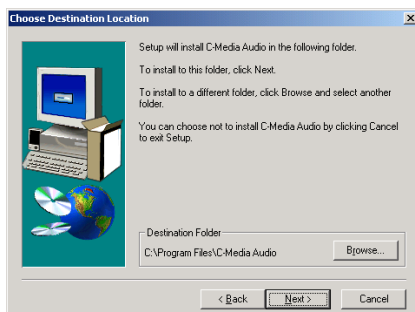 Choose Destination Location
Setup will install C-Media Audio in the following folder.
To install to this folder, click Next.
To install to a different folder, click Browse and select another
folder.
You can choose not to install C-Media Audio by clicking Cancel
to exit Setup.
Destination Folder
C:\Program Files\C-Media Audio
Browse...
< Back
Next >
Cancel